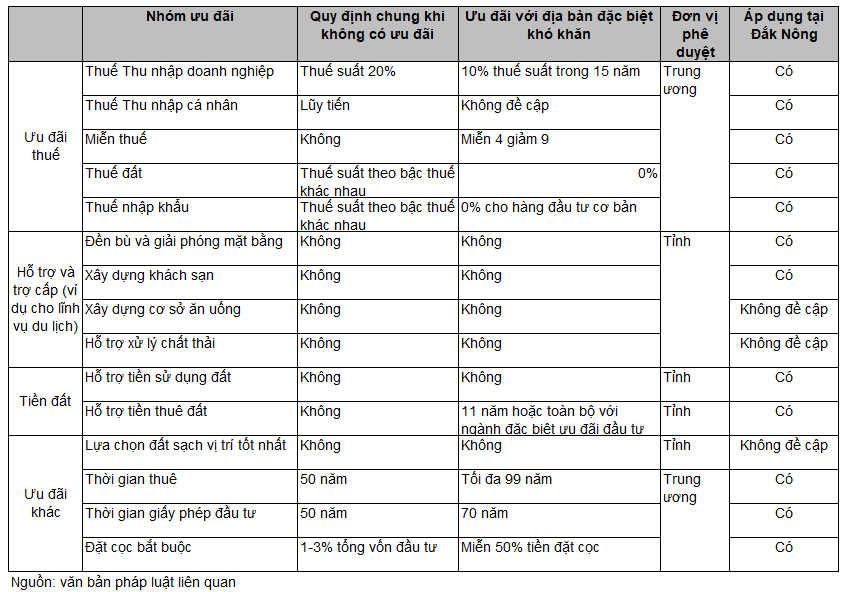 Nhóm ưu đãi
Quy định chung khi
không có ưu đãi
Ưu đãi với địa bàn đặc biệt
khó khăn
Đơn vị
phê
duyệt
Áp dụng tại
Đắk Nông
Ưu đãi
thuế
Thuế Thu nhập doanh nghiệp
Thuế suất 20%
10% thuế suất trong 15 năm
Trung
ương
Có
Thuế Thu nhập cá nhân
Lũy tiến
Không đề cập
Có
Miễn thuế
Không
Miễn 4 giảm 9
Có
Thuế đất
Thuế suất theo bậc thuế
khác nhau
0%
Có
Thuế nhập khẩu
Thuế suất theo bậc thuế
khác nhau
0% cho hàng đầu tư cơ bản
Có
Hỗ trợ và
trợ cấp (ví
dụ cho lĩnh
vụ du lịch)
Đền bù và giải phóng mặt bằng
Không
Không
Tỉnh
Có
Xây dựng khách sạn
Không
Không
Có
Xây dựng cơ sở ăn uống
Không
Không
Không đề cập
Hỗ trợ xử lý chất thải
Không
Không
Không đề cập
Tiền đất
Hỗ trợ tiền sử dụng đất
Không
Không
Tỉnh
Có
Hỗ trợ tiền thuê đất
Không
11 năm hoặc toàn bộ với
ngành đặc biệt ưu đãi đầu tư
Tỉnh
Có
Ưu đãi
khác
Lựa chọn đất sạch vị trí tốt nhất
Không
Không
Tỉnh
Không đề cập
Thời gian thuê
50 năm
Tối đa 99 năm
Trung
ương
Có
Thời gian giấy phép đầu tư
50 năm
70 năm
Có
Đặt cọc bắt buộc
1-3% tổng vốn đầu tư
Miễn 50% tiền đặt cọc
Có
Nguồn: văn bản pháp luật liên quan